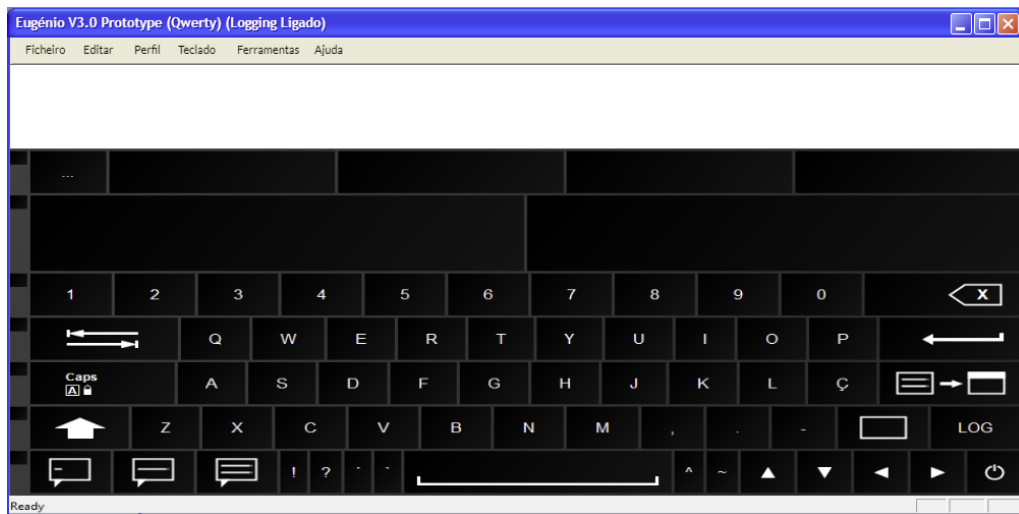 Eugénio V3.0 Prototype (Qwerty) (Logging Ligado)
Ficheiro Editar Perfil Teclado Ferramentas Ajuda
...
1 2 3 4 5 6 7 8 9 0 X
Q W E R T Y U I O P
Caps
A
A S D F G H J K L Ç
Z X C V B N M , . - LOG
! ? ´ ` ^ ~
Ready